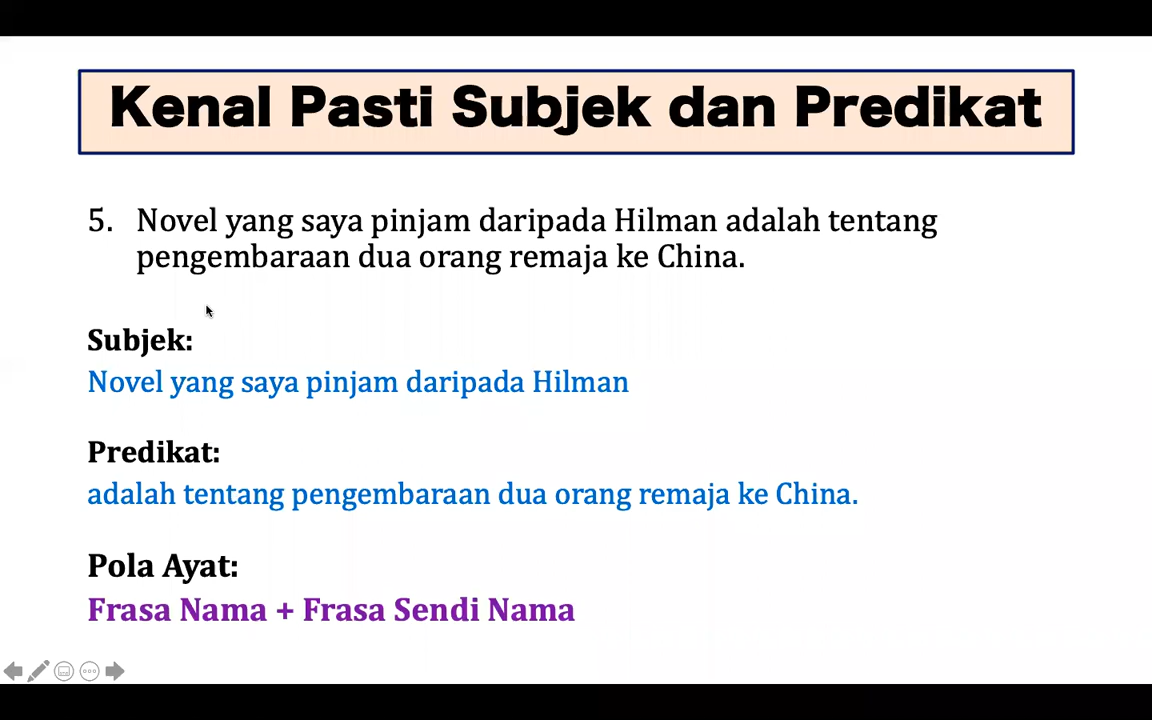 Kenal Pasti Subjek dan Predikat
5. Novel yang saya pinjam daripada Hilman adalah tentang
pengembaraan dua orang remaja ke China.
Subjek:
Novel yang saya pinjam daripada Hilman
Predikat:
adalah tentang pengembaraan dua orang remaja ke China.
Pola Ayat:
Frasa Nama + Frasa Sendi Nama